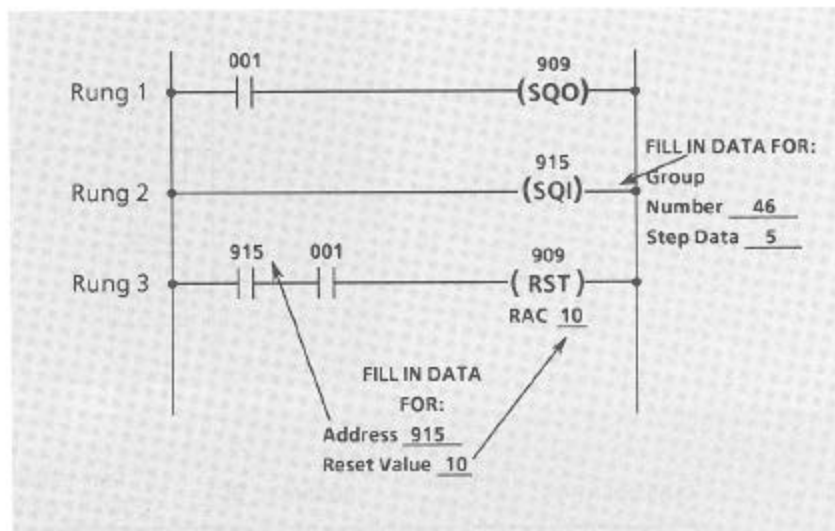 001
909
Rung 1
(SQO)
FILL IN DATA FOR:
915
Group
Rung 2
(SQI)
Number 46
Step Data 5
915 001
909
Rung 3
( RST )
RAC 10
FILL IN DATA
FOR:
Address 915
Reset Value 10